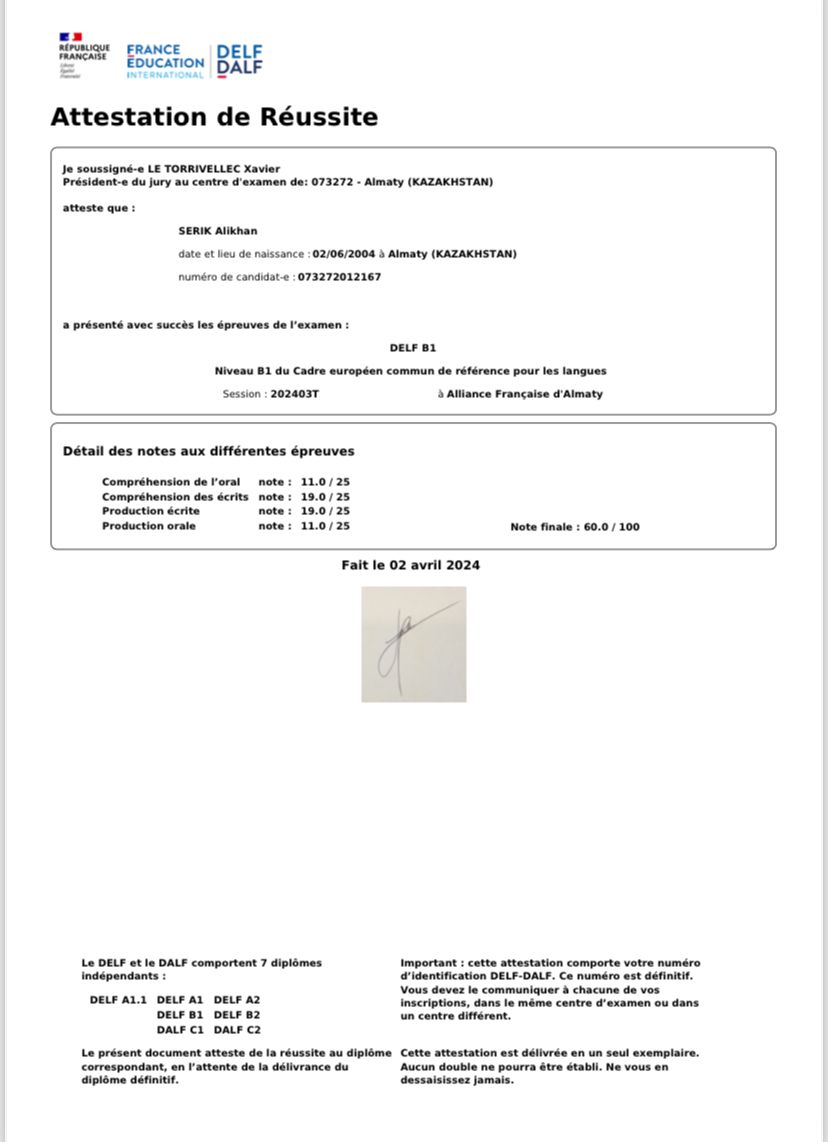 RÉPUBLIQUE
FRANÇAISE
Liberté
Égalité
Fraternité
FRANCE
ÉDUCATION
INTERNATIONAL
DELF
DALF
Attestation de Réussite
Je soussigné-e LE TORRIVELLEC Xavier
Président-e du jury au centre d'examen de: 073272 - Almaty (KAZAKHSTAN)
atteste que :
SERIK Alikhan
date et lieu de naissance : 02/06/2004 à Almaty (KAZAKHSTAN)
numéro de candidat-e : 073272012167
a présenté avec succès les épreuves de l’examen :
DELF B1
Niveau B1 du Cadre européen commun de référence pour les langues
Session : 202403T à Alliance Française d'Almaty
Détail des notes aux différentes épreuves
Compréhension de l’oral note : 11.0 / 25
Compréhension des écrits note : 19.0 / 25
Production écrite note : 19.0 / 25
Production orale note : 11.0 / 25 Note finale : 60.0 / 100
Fait le 02 avril 2024
Le DELF et le DALF comportent 7 diplômes
indépendants :
DELF A1.1 DELF A1 DELF A2
DELF B1 DELF B2
DALF C1 DALF C2
Le présent document atteste de la réussite au diplôme
correspondant, en l’attente de la délivrance du
diplôme définitif.
Important : cette attestation comporte votre numéro
d’identification DELF-DALF. Ce numéro est définitif.
Vous devez le communiquer à chacune de vos
inscriptions, dans le même centre d’examen ou dans
un centre différent.
Cette attestation est délivrée en un seul exemplaire.
Aucun double ne pourra être établi. Ne vous en
dessaisissez jamais.